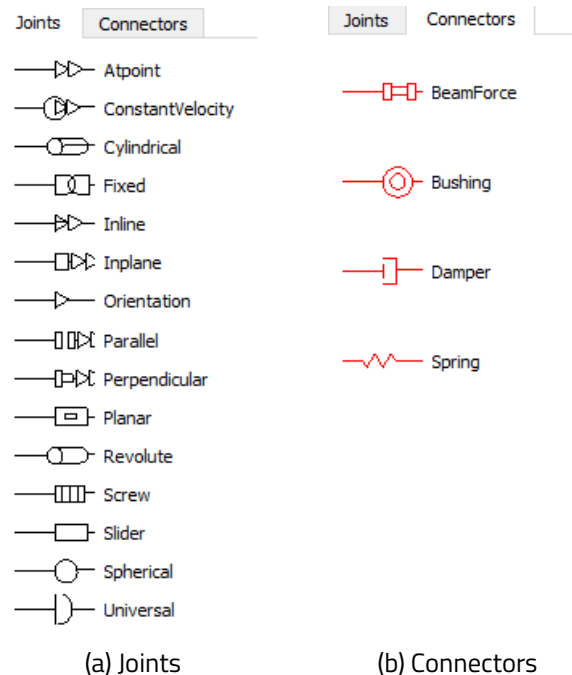 Joints Connectors
Atpoint
ConstantVelocity
Cylindrical
Fixed
Inline
Inplane
Orientation
Parallel
Perpendicular
Planar
Revolute
Screw
Slider
Spherical
Universal
(a) Joints
Joints Connectors
BeamForce
Bushing
Damper
Spring
(b) Connectors